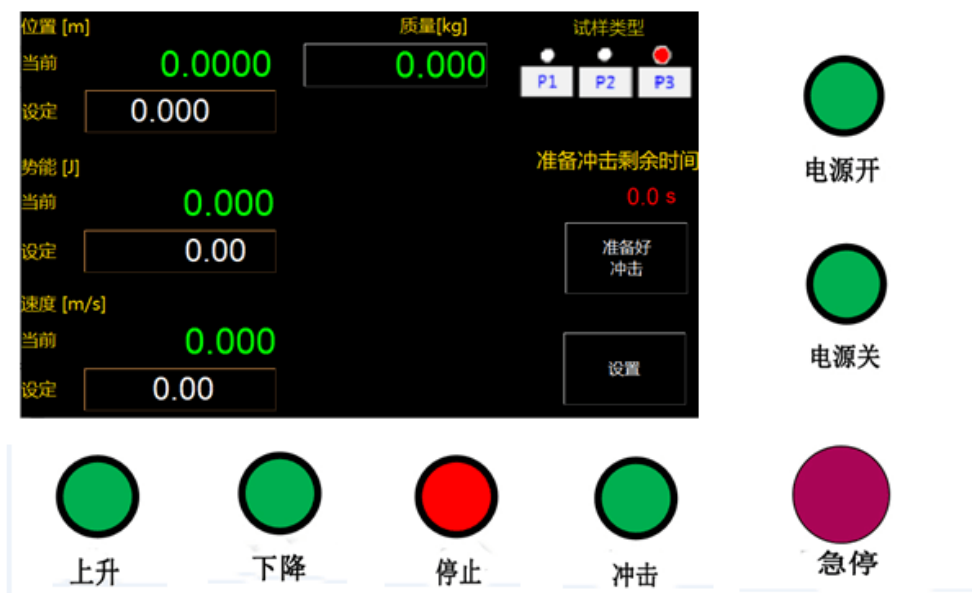 位置 [m]
质量[kg]
试样类型
当前
0.0000
0.000
P1
P2
P3
设定
0.000
电源开
势能 [J]
准备冲击剩余时间
当前
0.000
0.0 s
设定
0.00
准备好
冲击
速度 [m/s]
当前
0.000
设置
电源关
设定
0.00
上升
下降
停止
冲击
急停